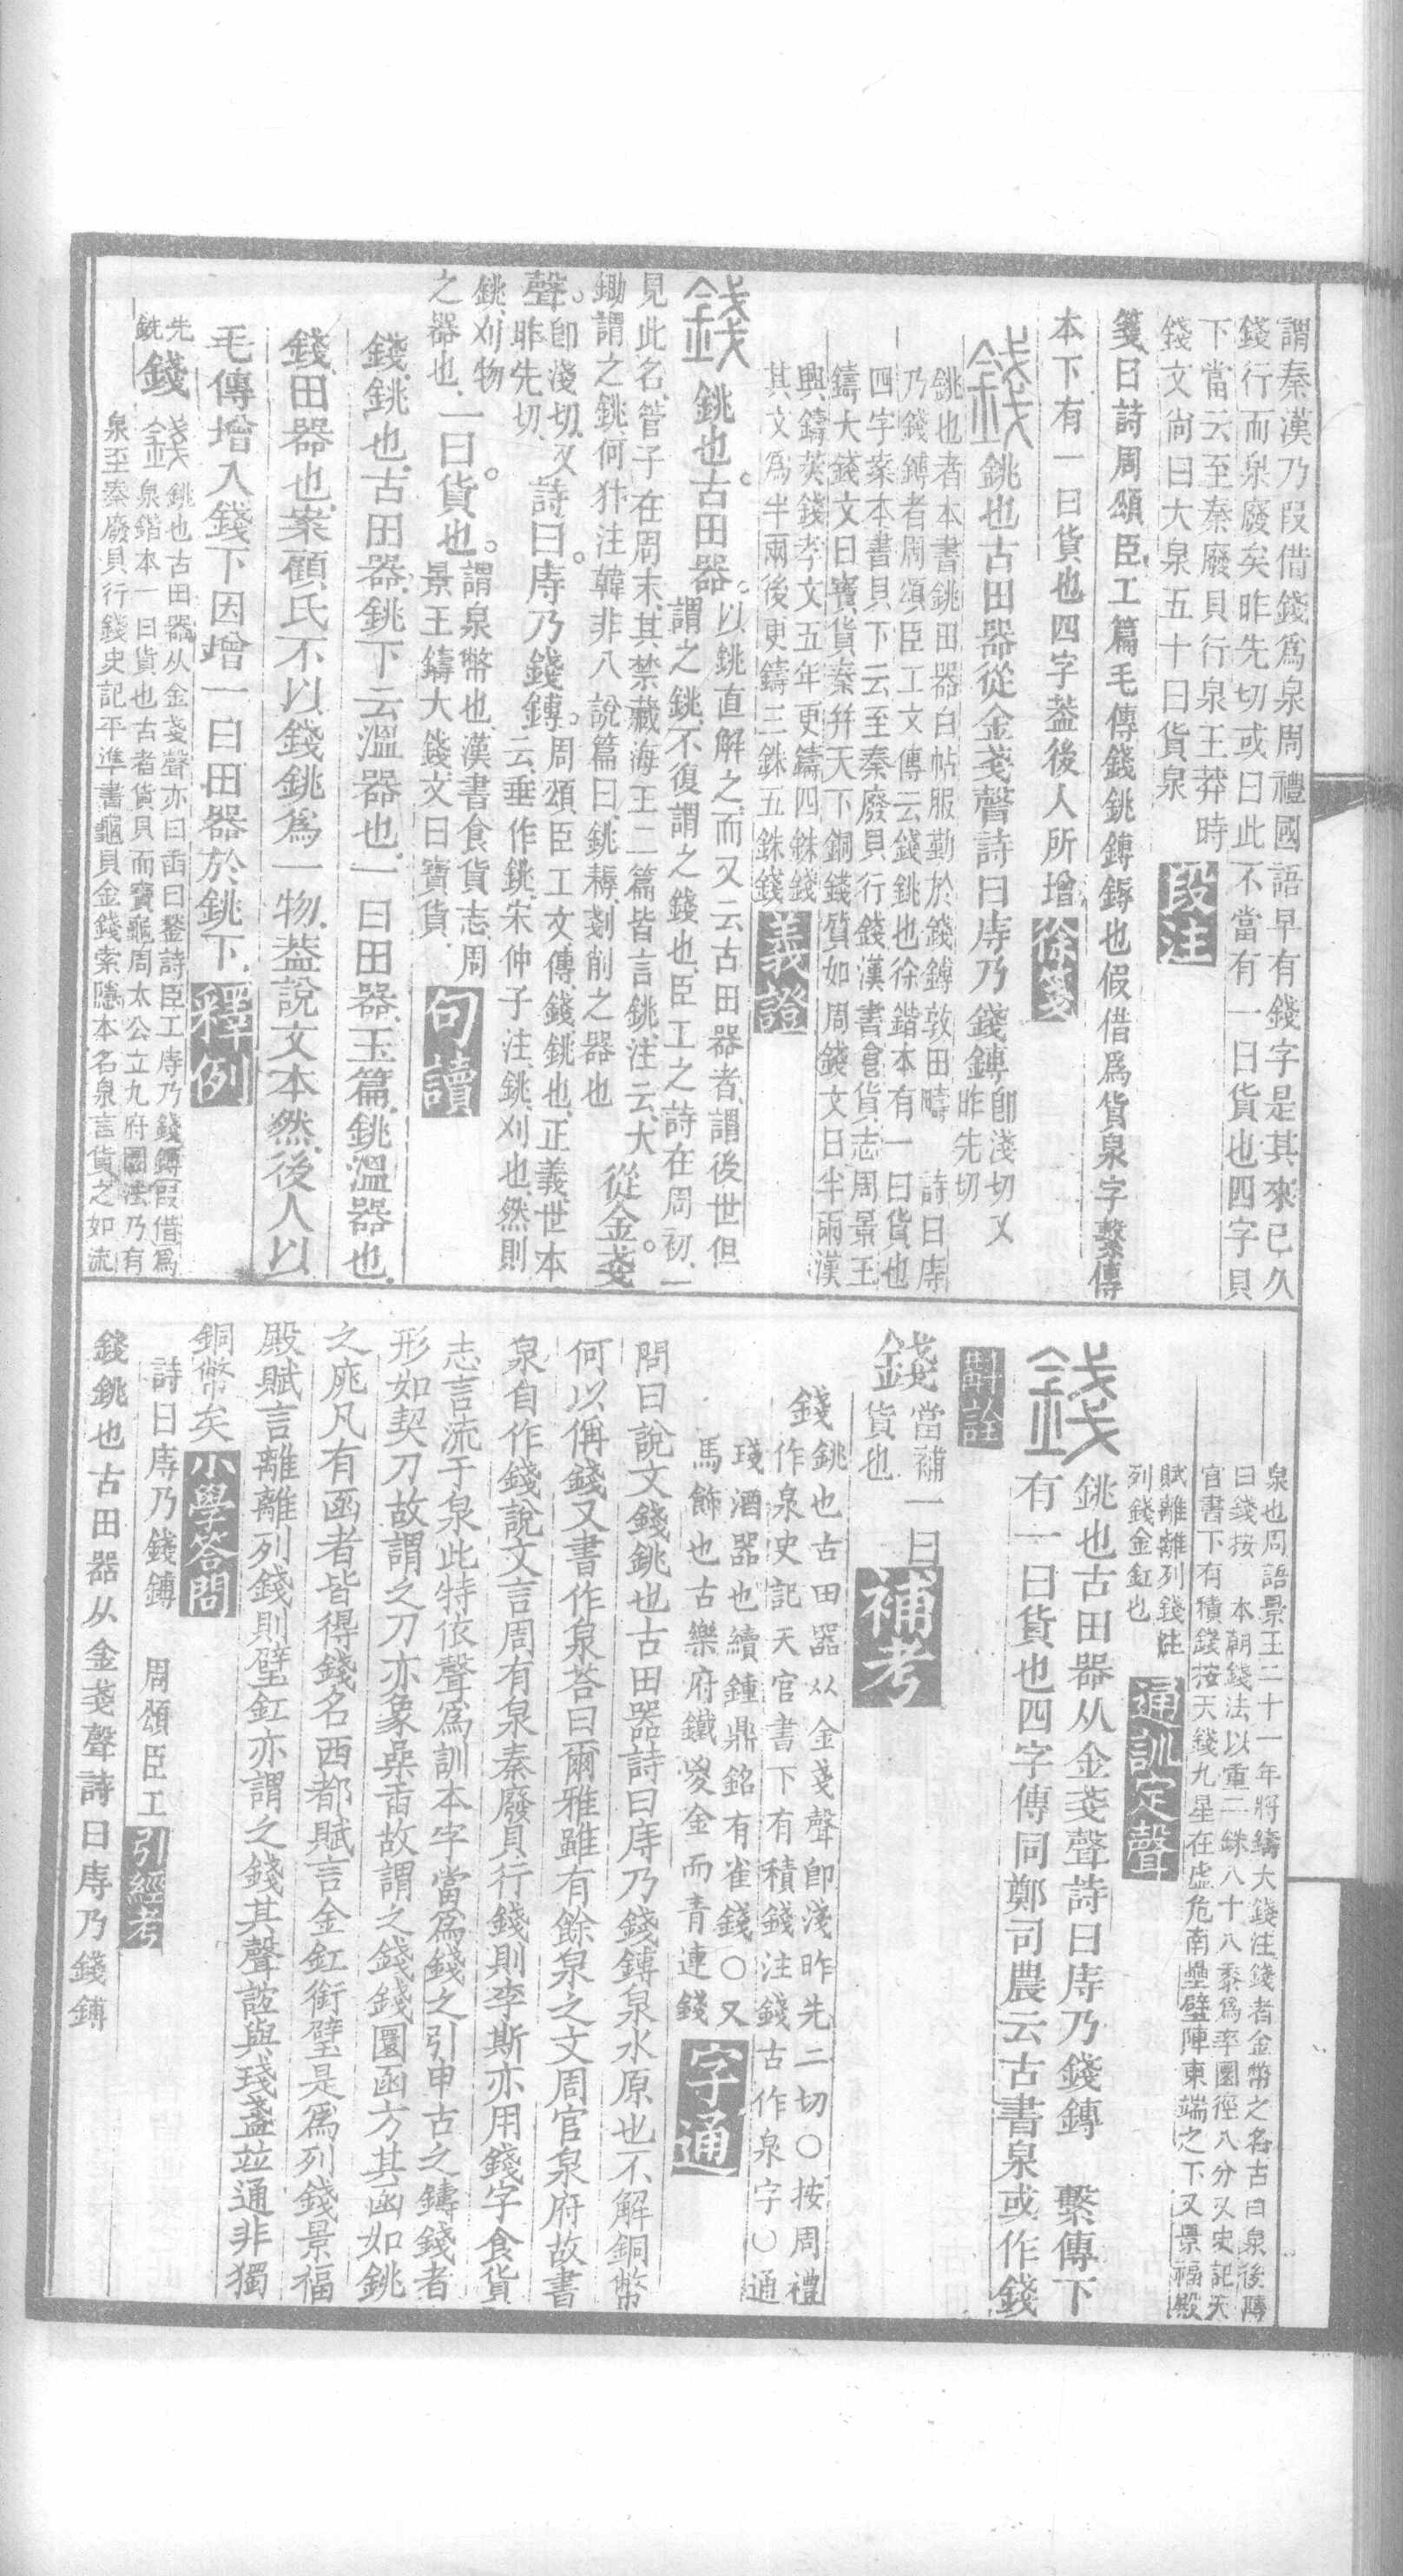 謂秦漢乃叚借錢爲泉周禮國語早有錢字是其來已久
錢行而泉廢矣昨先切或曰此不當有一曰貨也四字貝
下當云至秦廢貝行泉王莽時
錢文尚曰大泉五十曰貨泉
段注
箋曰詩周頌臣工篇毛傳錢銚鎛鎒也假借爲貨泉字繫傳
本下有一曰貨也四字葢後人所增
徐箋
錢
銚也古田器從金戔聲詩曰庤乃錢鎛
卽淺切又
昨先切
銚也者本書銚田器白帖服勤於錢鎛敦田疇　詩曰庤
乃錢鎛者周頌臣工文傳云錢銚也徐鍇本有一曰貨也
四字案本書貝下云至秦廢貝行錢漢書食貨志周景王
鑄大錢文曰寶貨秦幷天下銅錢質如周錢文曰半兩漢
興鑄莢錢孝文五年更鑄四銖錢
其文爲半兩後更鑄三銖五銖錢
義證
錢
銚也。古田器。
以銚直解之而又云古田器者謂後世但
謂之銚不復謂之錢也臣工之詩在周初一
見此名管子在周末其禁藏海王二篇皆言銚注云大
鋤謂之銚何犿注韓非八說篇曰銚耨剗削之器也
從金戔
聲。
卽淺切又
昨先切
詩曰。庤乃錢鎛。
周頌臣工文傳錢銚也正義世本
云垂作銚宋仲子注銚刈也然則
銚刈物
之器也
一曰。貨也。
謂泉幣也漢書食貨志周
景王鑄大錢文曰寶貨
句讀
錢銚也古田器銚下云溫器也一曰田器玉篇銚溫器也
錢田器也案顧氏不以錢銚爲一物葢說文本然後人以
毛傳增入錢下因增一曰田器於銚下
釋例
先
銑
錢
錢
銚也古田器从金戔聲亦曰臿曰鍫詩臣工庤乃錢鎛叚借爲
泉鍇本一曰貨也古者貨貝而寶龜周太公立九府圜法乃有
泉至秦廢貝行錢史記平準書龜貝金錢索隱本名泉言貨之如流
泉也周語景王二十一年將鑄大錢注錢者金幣之名古曰泉後轉
曰錢按　本朝錢法以重二銖八十八黍爲率圜徑八分又史記天
官書下有積錢按天錢九星在虛危南壘壁陣東端之下又景福殿
賦離離列錢注
列錢金釭也
通訓定聲
錢
銚也古田器从金戔聲詩曰庤乃錢鎛　繫傳下
有一曰貨也四字傳同鄭司農云古書泉或作錢
斠詮
錢
當補一曰
貨也
補考
錢
銚也古田器从金戔聲卽淺昨先二切○按周禮
作泉史記天官書下有積錢注錢古作泉字○通
琖酒器也續鍾鼎銘有雀錢○又
馬飾也古樂府鐵㚇金而青連錢
字通
問曰說文錢銚也古田器詩曰庤乃錢鎛泉水原也不解銅幣
何以偁錢又書作泉荅曰爾雅雖有餘泉之文周官泉府故書
泉自作錢說文言周有泉秦廢貝行錢則李斯亦用錢字食貨
志言流于泉此特依聲爲訓本字當爲錢之引申古之鑄錢者
形如契刀故謂之刀亦象枲臿故謂之錢錢圜函方其函如銚
之庣凡有函者皆得錢名西都賦言金釭銜璧是爲列錢景福
殿賦言離離列錢則璧釭亦謂之錢其聲誼與琖盞竝通非獨
銅幣矣
小學答問
詩曰庤乃錢鎛　周頌臣工
引經考
錢銚也古田器从金戔聲詩曰庤乃錢鎛